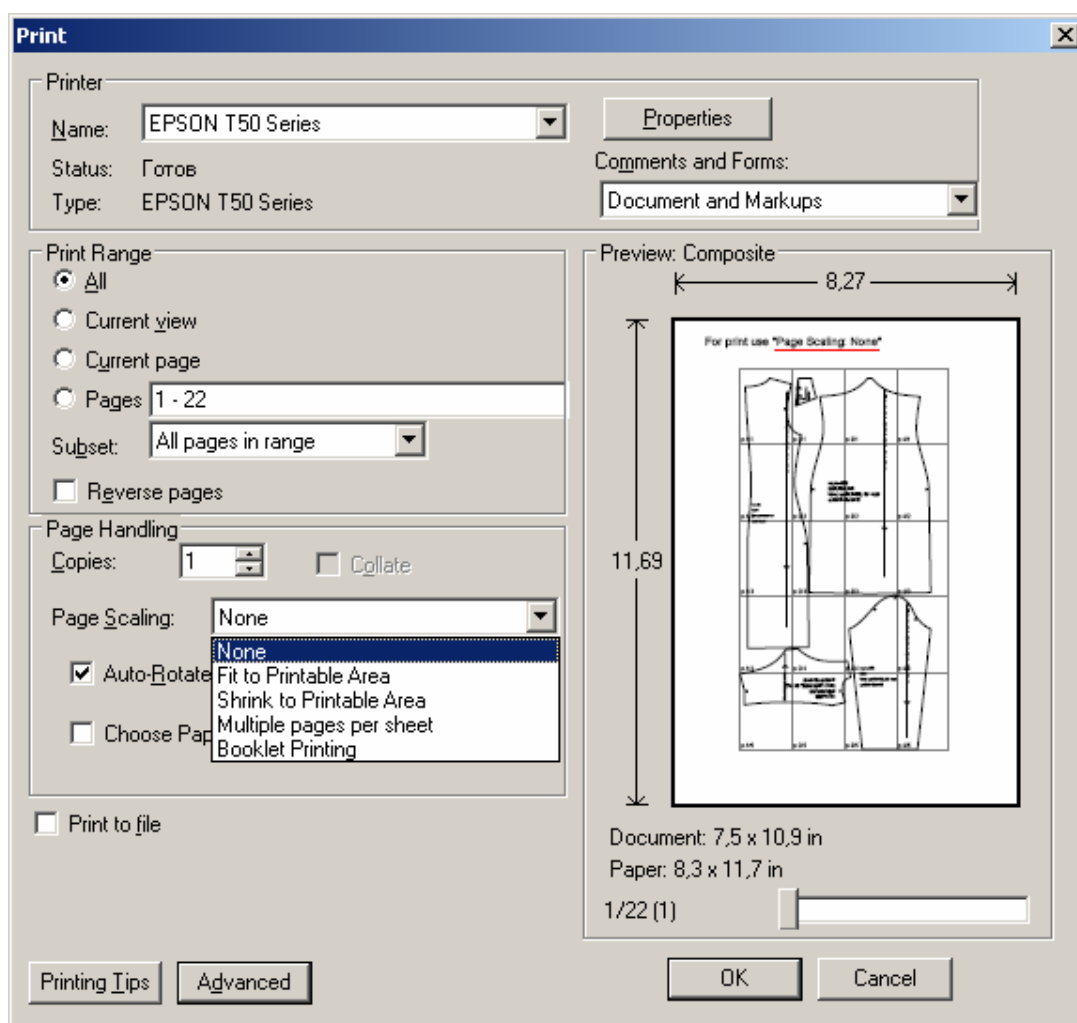 Print
Printer
Name: EPSON T50 Series
Properties
Status: Готов
Comments and Forms:
Type: EPSON T50 Series
Document and Markups
Print Range
All
Current view
Current page
Pages 1 - 22
Subset: All pages in range
Reverse pages
Page Handling
Copies: 1
Collate
Page Scaling: None
None
Auto-Rotate
Fit to Printable Area
Shrink to Printable Area
Multiple pages per sheet
Choose Pap
Booklet Printing
Print to file
Preview: Composite
8,27
For print use "Page Scaling: None"
11,69
Document: 7,5 x 10,9 in
Paper: 8,3 x 11,7 in
1/22 (1)
Printing Tips
Advanced
OK
Cancel